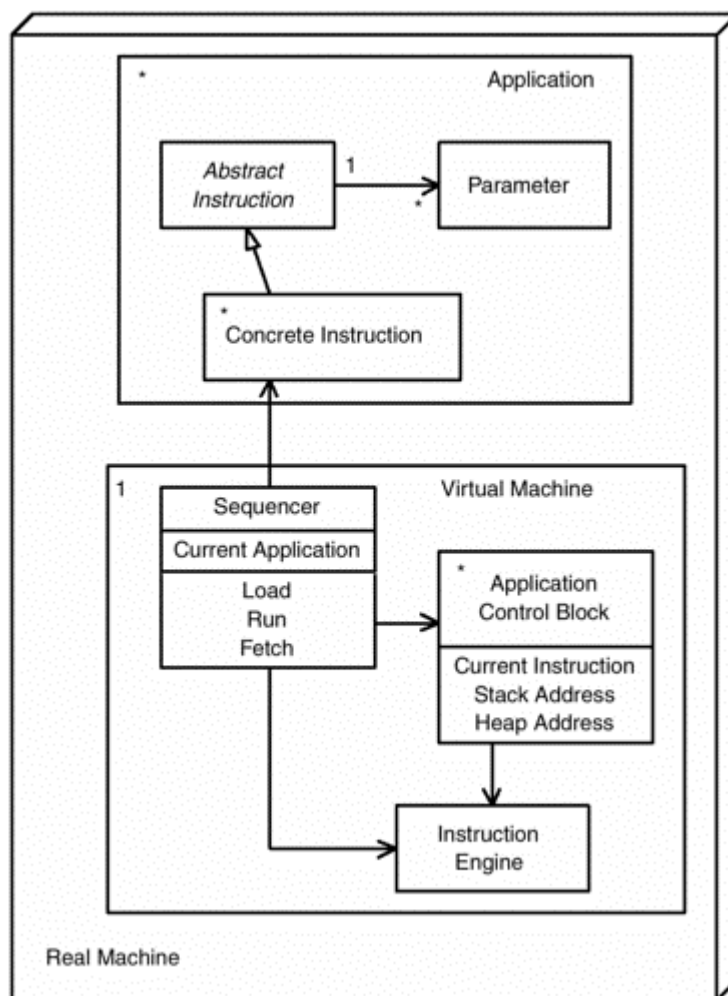 * Application
Abstract
Instruction
1
*
Parameter
*
Concrete Instruction
1 Virtual Machine
Sequencer
Current Application
Load
Run
Fetch
*
Application
Control Block
Current Instruction
Stack Address
Heap Address
Instruction
Engine
Real Machine